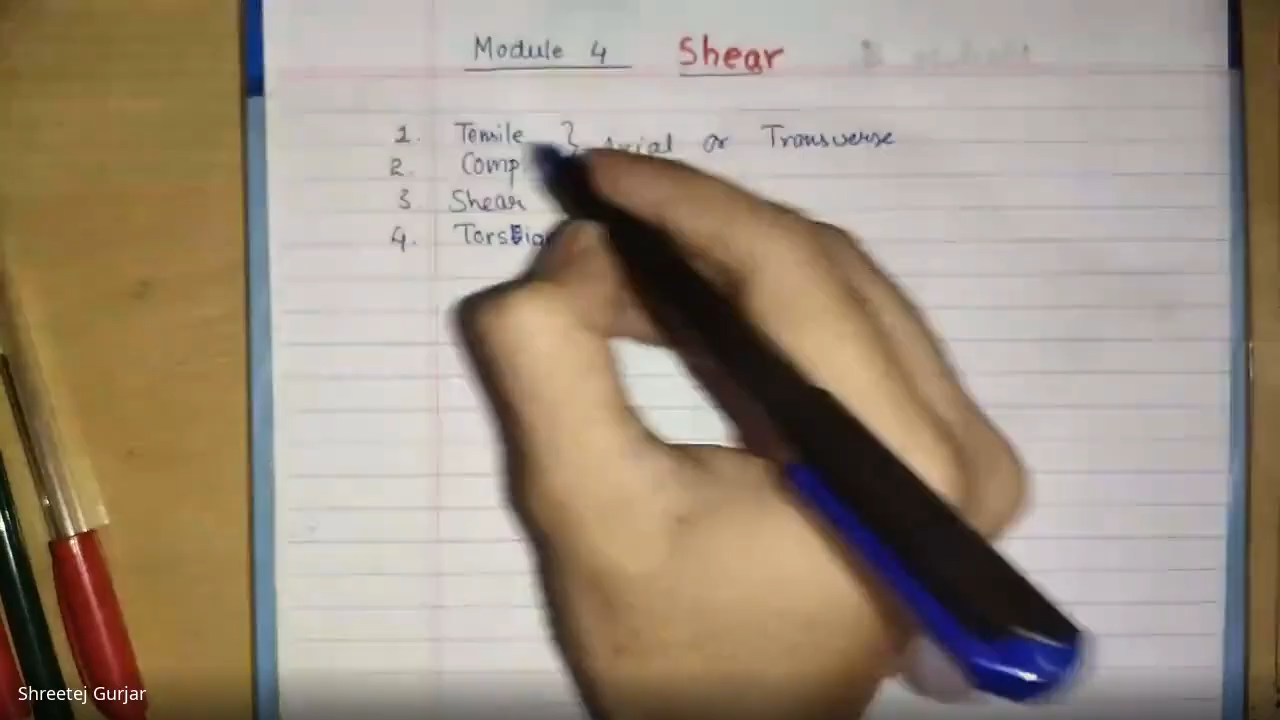 Module 4 Shear
1. Tensile } Axial or Transverse
2. Comp
3 Shear
4. Torsion
Shreetej Gurjar